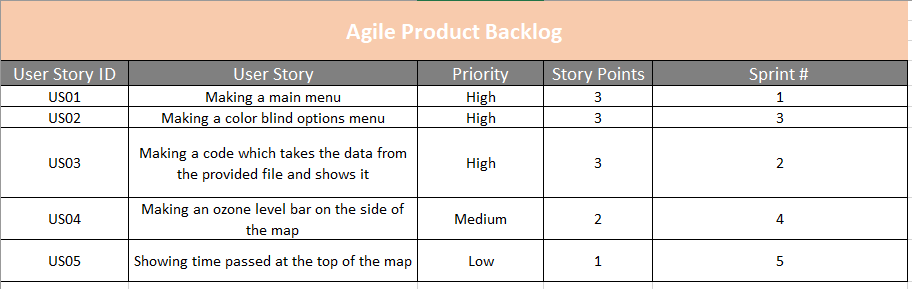 Agile Product Backlog
User Story ID User Story Priority Story Points Sprint #
US01 Making a main menu High 3 1
US02 Making a color blind options menu High 3 3
US03 Making a code which takes the data from
the provided file and shows it High 3 2
US04 Making an ozone level bar on the side of
the map Medium 2 4
US05 Showing time passed at the top of the map Low 1 5